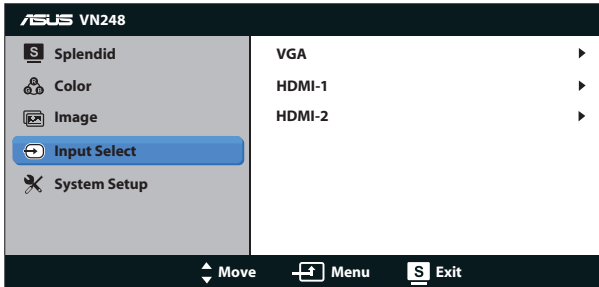 ASUS VN248
S Splendid
R G B Color
Image
Input Select
System Setup
VGA
HDMI-1
HDMI-2
Move Menu S Exit